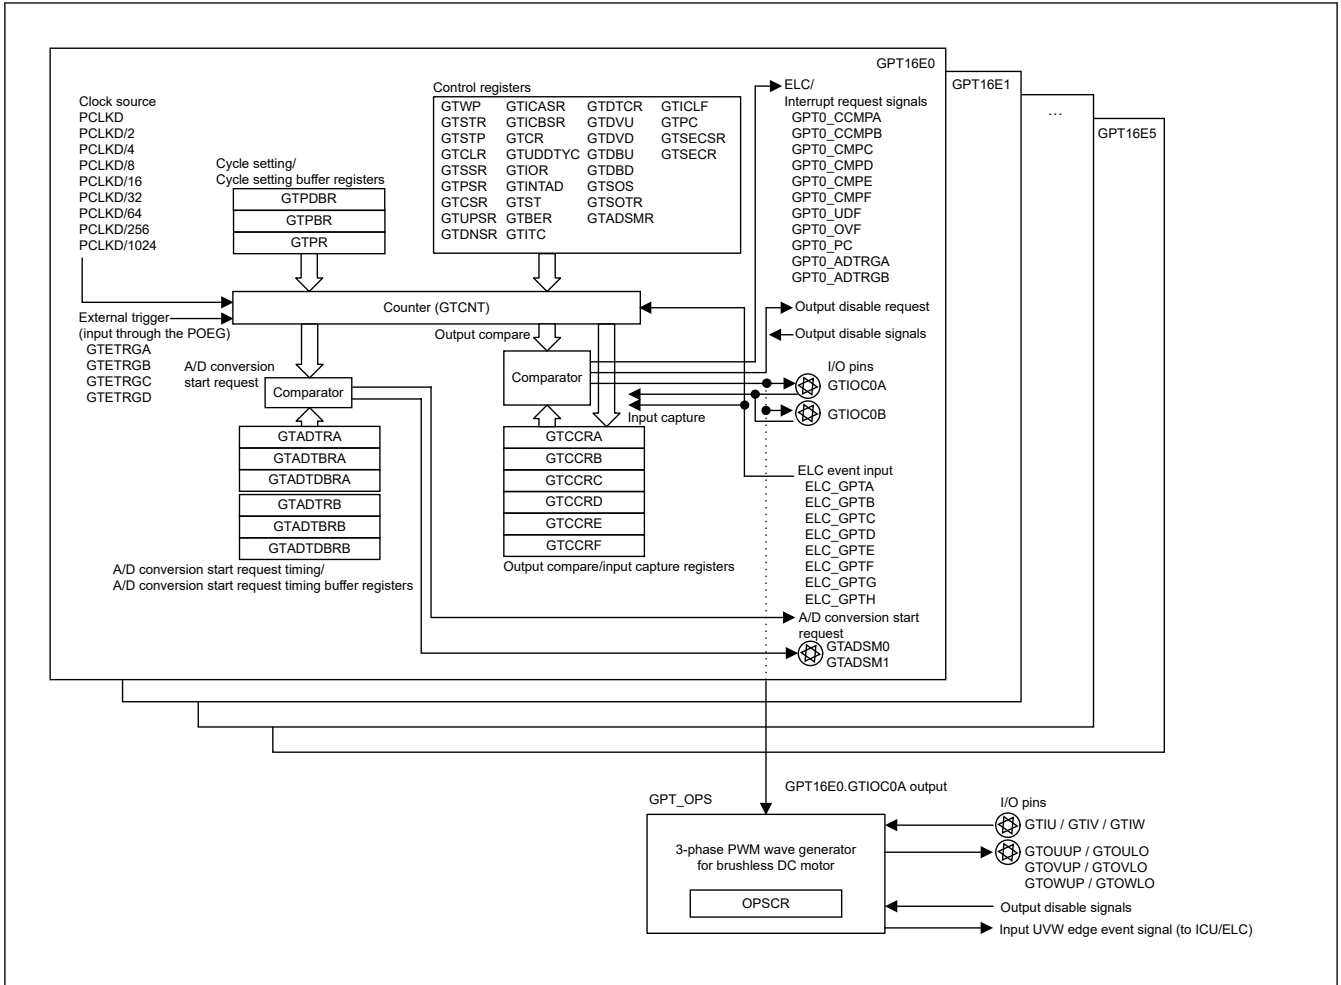 GPT16E0
GPT16E1
...
GPT16E5
Clock source
PCLKD
PCLKD/2
PCLKD/4
PCLKD/8
PCLKD/16
PCLKD/32
PCLKD/64
PCLKD/256
PCLKD/1024
Cycle setting/
Cycle setting buffer registers
GTPDBR
GTPBR
GTPR
Control registers
GTWP GTICASR GTDTCR GTICLF
GTSTR GTICBSR GTDVU GTPC
GTSTP GTCR GTDVD GTSECSR
GTCLR GTUDDTYC GTDBU GTSECR
GTSSR GTIOR GTDBD
GTPSR GTINTAD GTSOS
GTCSR GTST GTSOTR
GTUPSR GTBER GTADSMR
GTDNSR GTITC
ELC/
Interrupt request signals
GPT0_CCMPA
GPT0_CCMPB
GPT0_CMPC
GPT0_CMPD
GPT0_CMPE
GPT0_CMPF
GPT0_UDF
GPT0_OVF
GPT0_PC
GPT0_ADTRGA
GPT0_ADTRGB
Counter (GTCNT)
External trigger
(input through the POEG)
GTETRGA
GTETRGB
GTETRGC
GTETRGD
A/D conversion
start request
Comparator
Output compare
Comparator
Output disable request
Output disable signals
I/O pins
GTIOC0A
GTIOC0B
Input capture
GTADTRA
GTADTBRA
GTADTDBRA
GTADTRB
GTADTBRB
GTADTDBRB
A/D conversion start request timing/
A/D conversion start request timing buffer registers
GTCCRA
GTCCRB
GTCCRC
GTCCRD
GTCCRE
GTCCRF
Output compare/input capture registers
ELC event input
ELC_GPTA
ELC_GPTB
ELC_GPTC
ELC_GPTD
ELC_GPTE
ELC_GPTF
ELC_GPTG
ELC_GPTH
A/D conversion start
request
GTADSM0
GTADSM1
GPT16E0.GTIOC0A output
GPT_OPS
3-phase PWM wave generator
for brushless DC motor
OPSCR
I/O pins
GTIU / GTIV / GTIW
GTOUUP / GTOULO
GTOVUP / GTOVLO
GTOWUP / GTOWLO
Output disable signals
Input UVW edge event signal (to ICU/ELC)